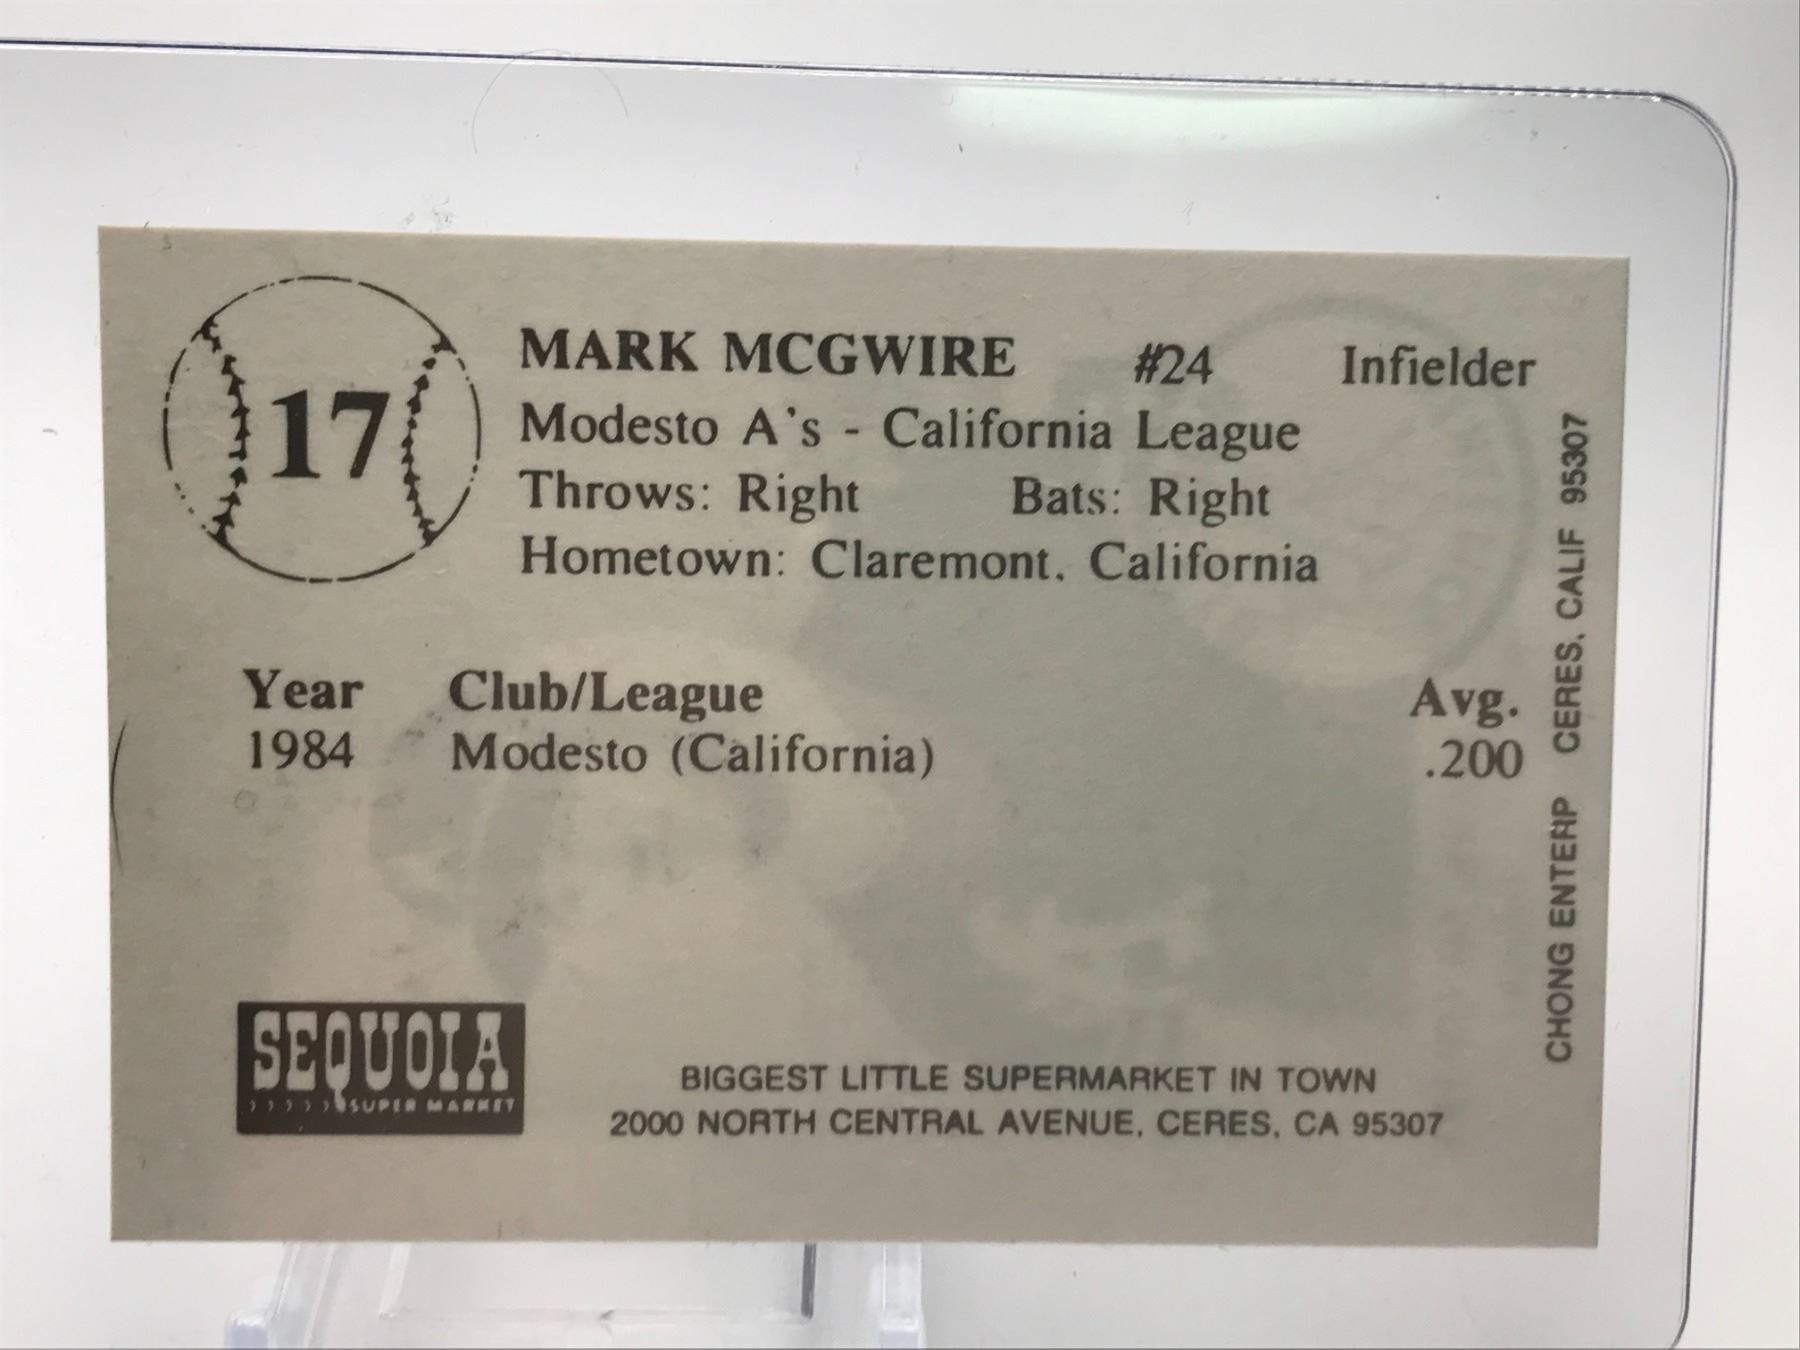 17
MARK MCGWIRE #24 Infielder
Modesto A's - California League
Throws: Right Bats: Right
Hometown: Claremont, California
Year Club/League Avg.
1984 Modesto (California) .200
SEQUOIA
SUPER MARKET
BIGGEST LITTLE SUPERMARKET IN TOWN
2000 NORTH CENTRAL AVENUE, CERES, CA 95307
CHONG ENTERP CERES, CALIF 95307